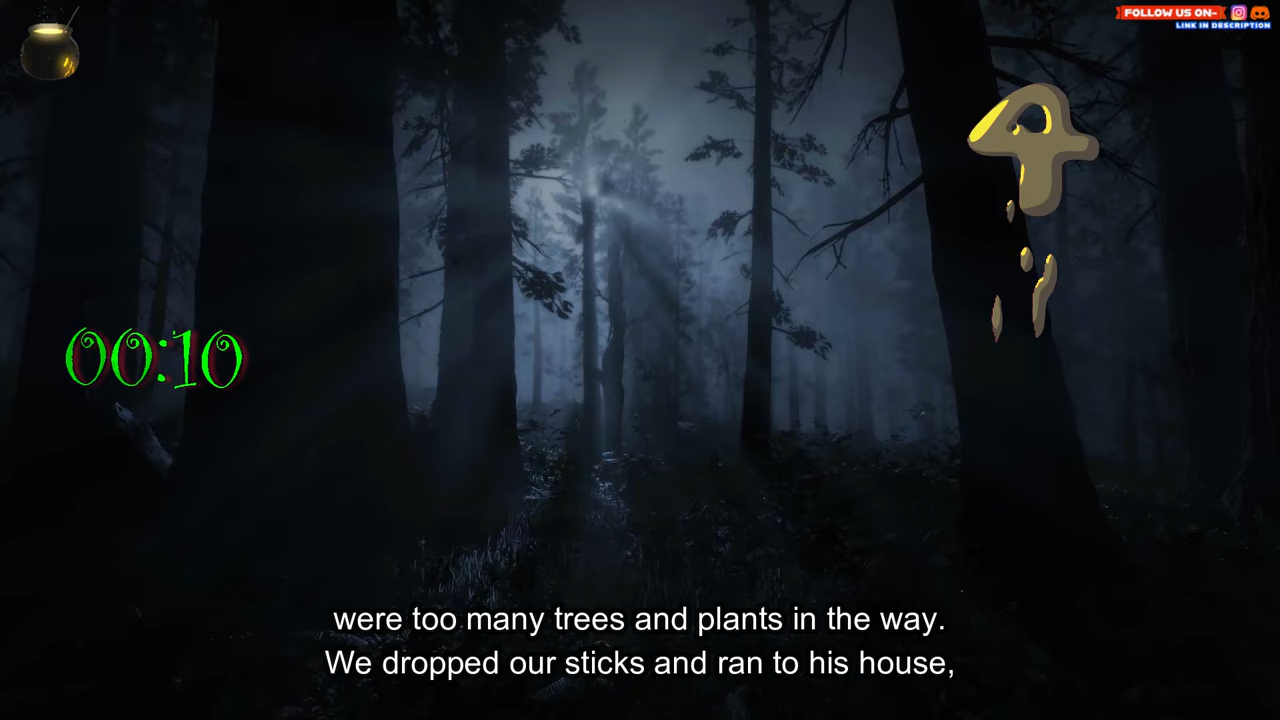 FOLLOW US ON-
LINK IN DESCRIPTION
4
00:10
were too many trees and plants in the way.
We dropped our sticks and ran to his house,